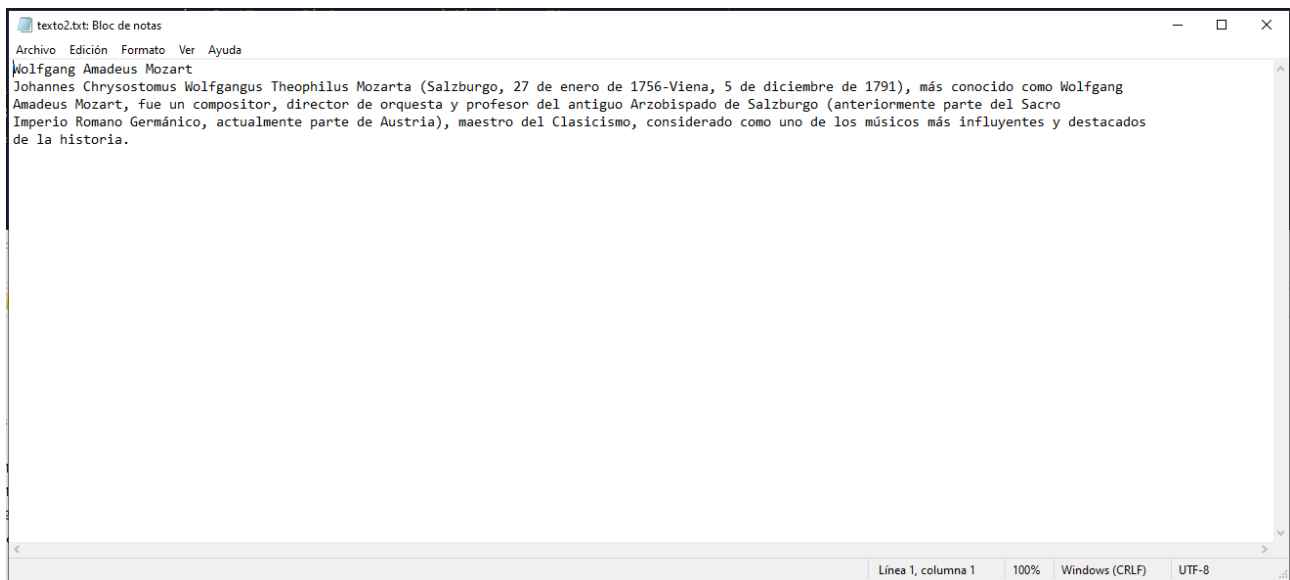 texto2.txt: Bloc de notas
Archivo Edición Formato Ver Ayuda
Wolfgang Amadeus Mozart
Johannes Chrysostomus Wolfgangus Theophilus Mozarta (Salzburgo, 27 de enero de 1756-Viena, 5 de diciembre de 1791), más conocido como Wolfgang
Amadeus Mozart, fue un compositor, director de orquesta y profesor del antiguo Arzobispado de Salzburgo (anteriormente parte del Sacro
Imperio Romano Germánico, actualmente parte de Austria), maestro del Clasicismo, considerado como uno de los músicos más influyentes y destacados
de la historia.
Línea 1, columna 1 100% Windows (CRLF) UTF-8